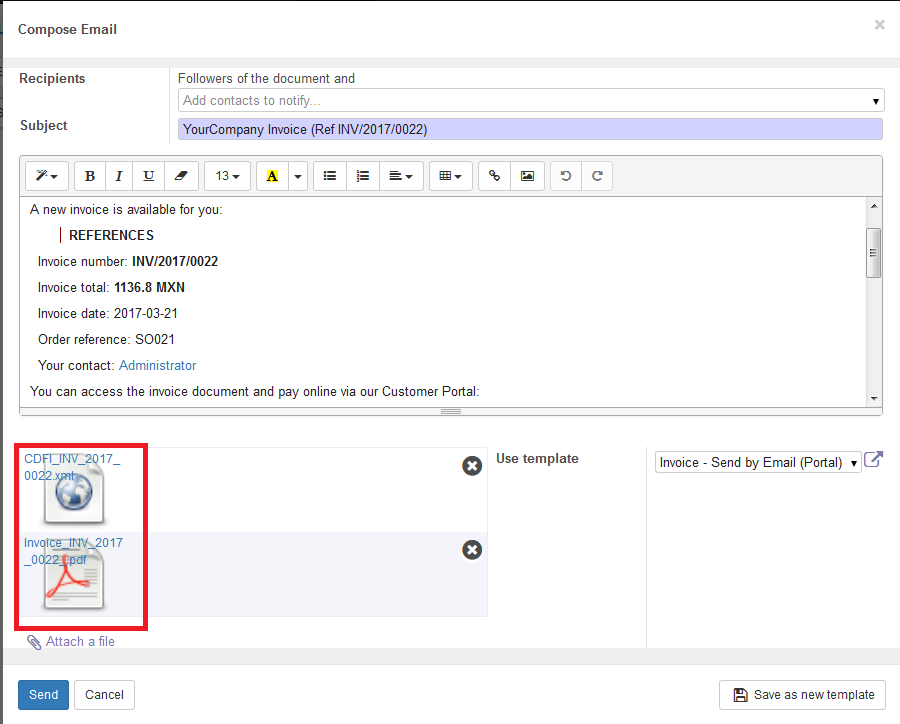 Compose Email
×
Recipients
Followers of the document and
Add contacts to notify...
Subject
YourCompany Invoice (Ref INV/2017/0022)
B I U 13 A
A new invoice is available for you:
REFERENCES
Invoice number: INV/2017/0022
Invoice total: 1136.8 MXN
Invoice date: 2017-03-21
Order reference: SO021
Your contact: Administrator
You can access the invoice document and pay online via our Customer Portal:
CDFI_INV_2017_
0022.xml
Invoice_INV_2017
_0022_.pdf
Attach a file
Use template
Invoice - Send by Email (Portal)
Send
Cancel
Save as new template